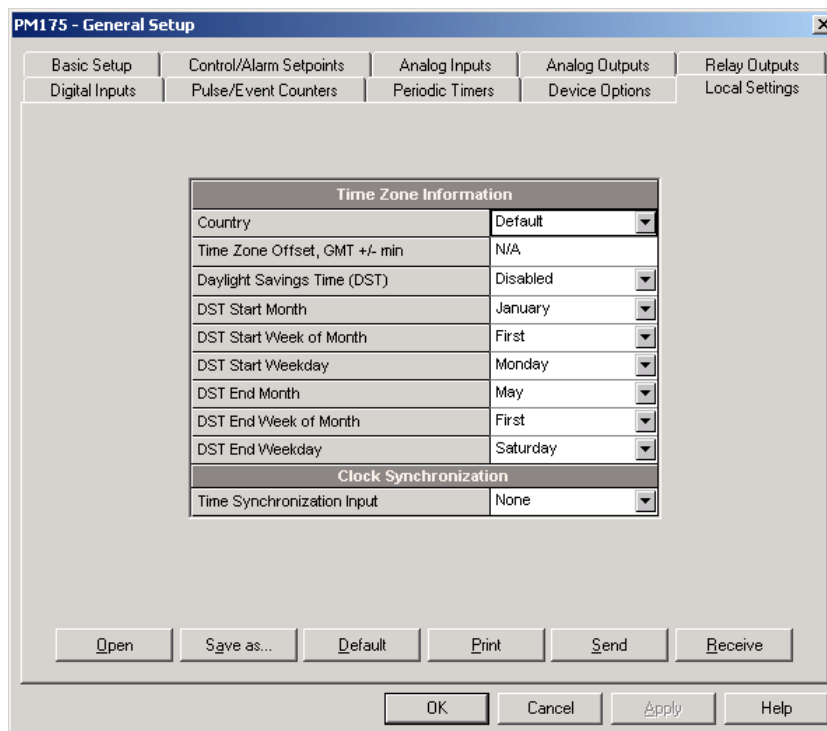 PM175 - General Setup
Basic Setup Control/Alarm Setpoints Analog Inputs Analog Outputs Relay Outputs
Digital Inputs Pulse/Event Counters Periodic Timers Device Options Local Settings
Time Zone Information
Country Default
Time Zone Offset, GMT +/- min N/A
Daylight Savings Time (DST) Disabled
DST Start Month January
DST Start Week of Month First
DST Start Weekday Monday
DST End Month May
DST End Week of Month First
DST End Weekday Saturday
Clock Synchronization
Time Synchronization Input None
Open Save as... Default Print Send Receive
OK Cancel Apply Help